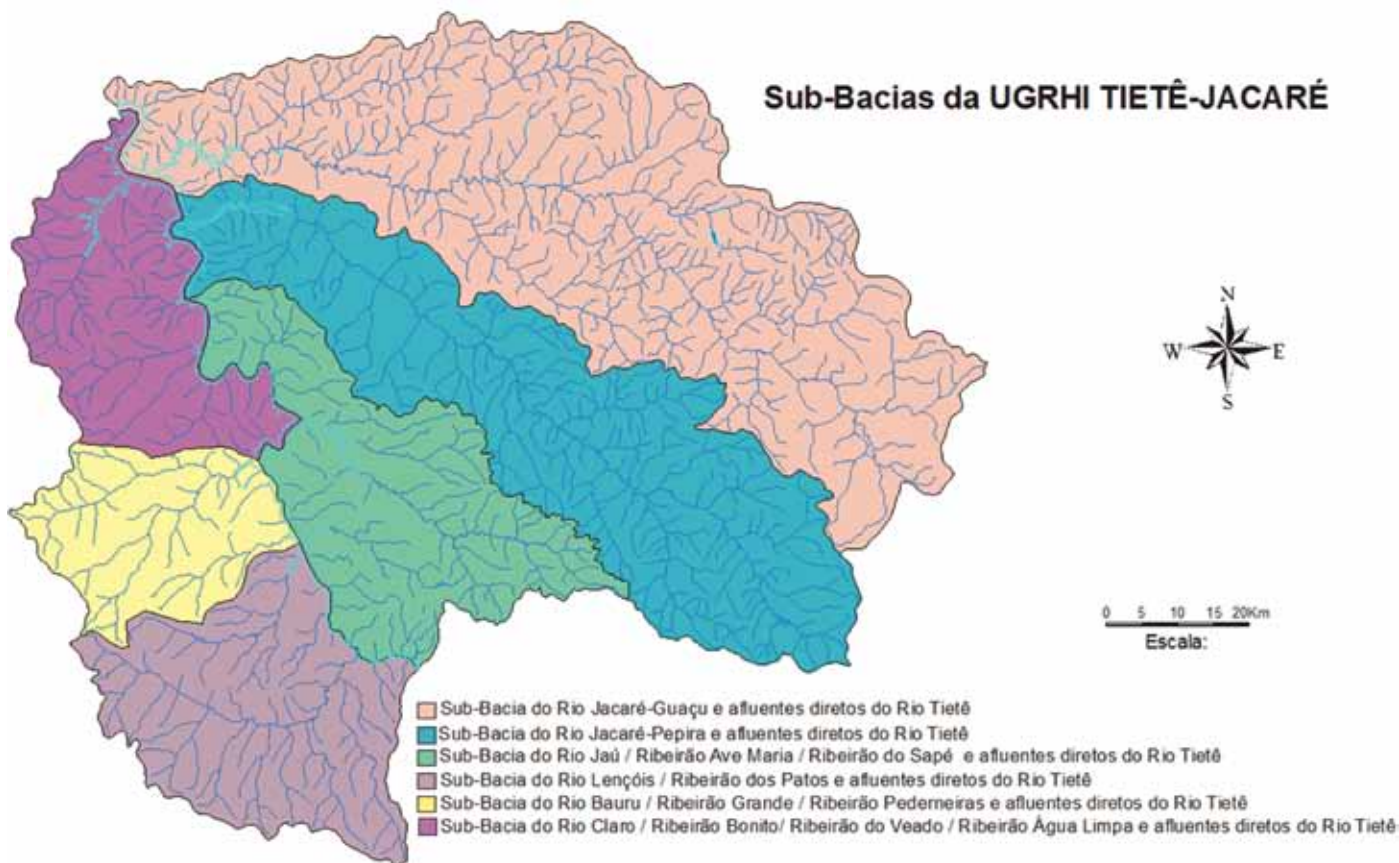 Sub-Bacias da UGRHI TIETÊ-JACARÉ
N
W E
S
0 5 10 15 20Km
Escala:
Sub-Bacia do Rio Jacaré-Guaçu e afluentes diretos do Rio Tietê
Sub-Bacia do Rio Jacaré-Pepira e afluentes diretos do Rio Tietê
Sub-Bacia do Rio Jaú / Ribeirão Ave Maria / Ribeirão do Sapé e afluentes diretos do Rio Tietê
Sub-Bacia do Rio Lençóis / Ribeirão dos Patos e afluentes diretos do Rio Tietê
Sub-Bacia do Rio Bauru / Ribeirão Grande / Ribeirão Pederneiras e afluentes diretos do Rio Tietê
Sub-Bacia do Rio Claro / Ribeirão Bonito/ Ribeirão do Veado / Ribeirão Água Limpa e afluentes diretos do Rio Tietê